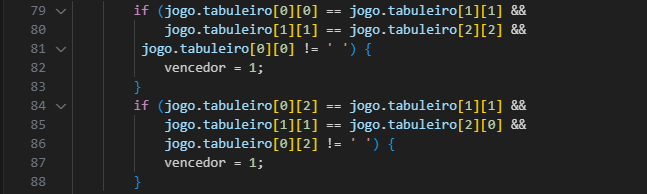 79 if (jogo.tabuleiro[0][0] == jogo.tabuleiro[1][1] &&
80 jogo.tabuleiro[1][1] == jogo.tabuleiro[2][2] &&
81 jogo.tabuleiro[0][0] != ' ') {
82 vencedor = 1;
83 }
84 if (jogo.tabuleiro[0][2] == jogo.tabuleiro[1][1] &&
85 jogo.tabuleiro[1][1] == jogo.tabuleiro[2][0] &&
86 jogo.tabuleiro[0][2] != ' ') {
87 vencedor = 1;
88 }